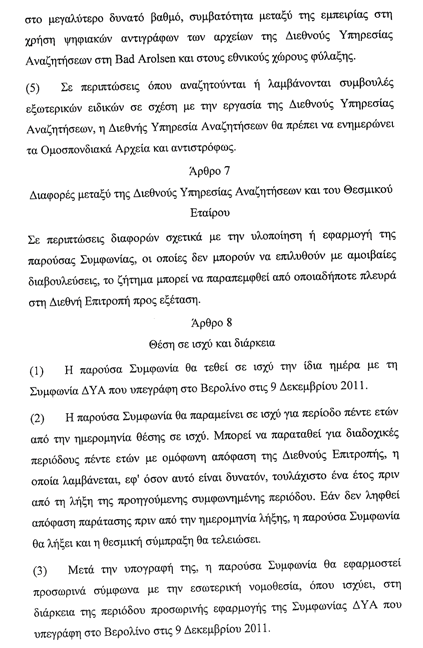 στο μεγαλύτερο δυνατό βαθμό, συμβατότητα μεταξύ της εμπειρίας στη
χρήση ψηφιακών αντιγράφων των αρχείων της Διεθνούς Υπηρεσίας
Αναζητήσεων στη Bad Arolsen και στους εθνικούς χώρους φύλαξης.
(5) Σε περιπτώσεις όπου αναζητούνται ή λαμβάνονται συμβουλές
εξωτερικών ειδικών σε σχέση με την εργασία της Διεθνούς Υπηρεσίας
Αναζητήσεων, η Διεθνής Υπηρεσία Αναζητήσεων θα πρέπει να ενημερώνει
τα Ομοσπονδιακά Αρχεία και αντιστρόφως.
Άρθρο 7
Διαφορές μεταξύ της Διεθνούς Υπηρεσίας Αναζητήσεων και του Θεσμικού
Εταίρου
Σε περιπτώσεις διαφορών σχετικά με την υλοποίηση ή εφαρμογή της
παρούσας Συμφωνίας, οι οποίες δεν μπορούν να επιλυθούν με αμοιβαίες
διαβουλεύσεις, το ζήτημα μπορεί να παραπεμφθεί από οποιαδήποτε πλευρά
στη Διεθνή Επιτροπή προς εξέταση.
Άρθρο 8
Θέση σε ισχύ και διάρκεια
(1) Η παρούσα Συμφωνία θα τεθεί σε ισχύ την ίδια ημέρα με τη
Συμφωνία ΔΥΑ που υπεγράφη στο Βερολίνο στις 9 Δεκεμβρίου 2011.
(2) Η παρούσα Συμφωνία θα παραμείνει σε ισχύ για περίοδο πέντε ετών
από την ημερομηνία θέσης σε ισχύ. Μπορεί να παραταθεί για διαδοχικές
περιόδους πέντε ετών με ομόφωνη απόφαση της Διεθνούς Επιτροπής, η
οποία λαμβάνεται, εφ' όσον αυτό είναι δυνατόν, τουλάχιστο ένα έτος πριν
από τη λήξη της προηγούμενης συμφωνημένης περιόδου. Εάν δεν ληφθεί
απόφαση παράτασης πριν από την ημερομηνία λήξης, η παρούσα Συμφωνία
θα λήξει και η θεσμική σύμπραξη θα τελειώσει.
(3) Μετά την υπογραφή της, η παρούσα Συμφωνία θα εφαρμοστεί
προσωρινά σύμφωνα με την εσωτερική νομοθεσία, όπου ισχύει, στη
διάρκεια της περιόδου προσωρινής εφαρμογής της Συμφωνίας ΔΥΑ που
υπεγράφη στο Βερολίνο στις 9 Δεκεμβρίου 2011.